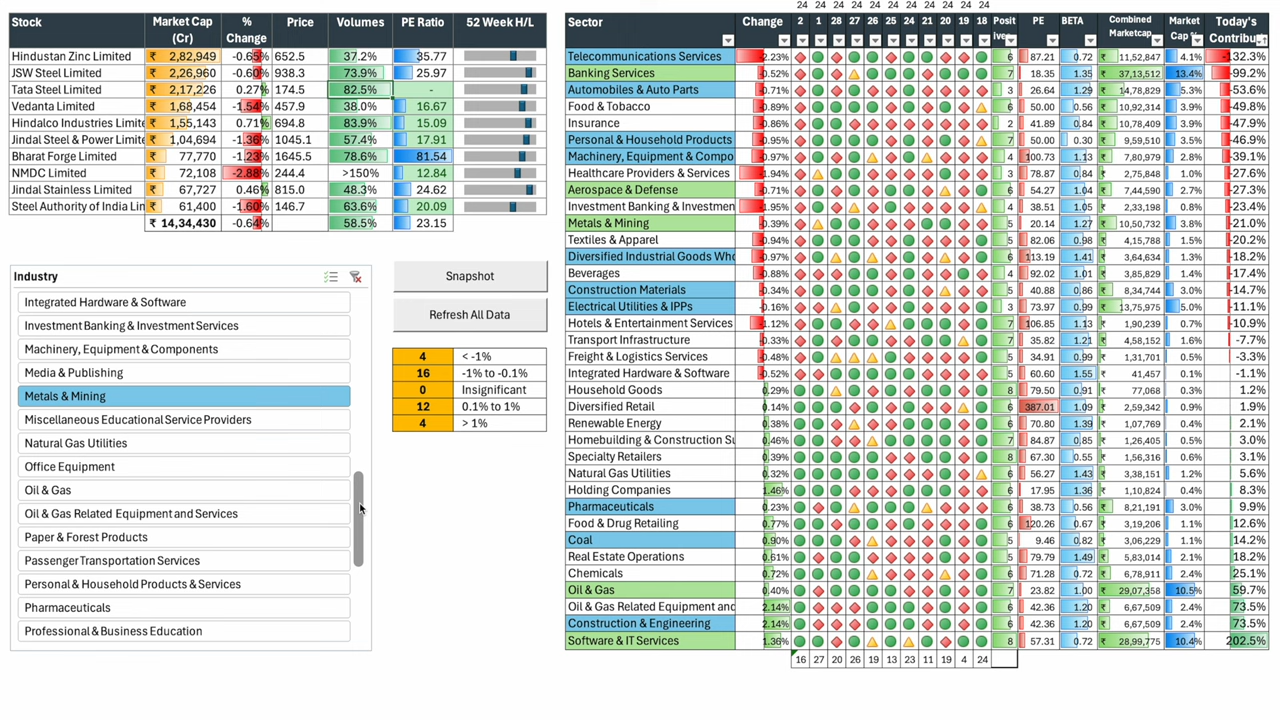 Stock Market Cap (Cr) % Change Price Volumes PE Ratio 52 Week H/L
Hindustan Zinc Limited ₹ 2,82,949 -0.65% 652.5 37.2% 35.77
JSW Steel Limited ₹ 2,26,960 -0.60% 938.3 73.9% 25.97
Tata Steel Limited ₹ 2,17,226 0.27% 174.5 82.5% -
Vedanta Limited ₹ 1,68,454 -1.54% 457.9 38.0% 16.67
Hindalco Industries Limite ₹ 1,55,143 0.71% 694.8 83.9% 15.09
Jindal Steel & Power Limite ₹ 1,04,694 -1.36% 1045.1 57.4% 17.91
Bharat Forge Limited ₹ 77,770 -1.23% 1645.5 78.6% 81.54
NMDC Limited ₹ 72,108 -2.88% 244.4 >150% 12.84
Jindal Stainless Limited ₹ 67,727 0.46% 815.0 48.3% 24.62
Steel Authority of India Lin ₹ 61,400 -1.60% 146.7 63.6% 20.09
₹ 14,34,430 -0.64% 58.5% 23.15
Industry
Integrated Hardware & Software
Investment Banking & Investment Services
Machinery, Equipment & Components
Media & Publishing
Metals & Mining
Miscellaneous Educational Service Providers
Natural Gas Utilities
Office Equipment
Oil & Gas
Oil & Gas Related Equipment and Services
Paper & Forest Products
Passenger Transportation Services
Personal & Household Products & Services
Pharmaceuticals
Professional & Business Education
Snapshot
Refresh All Data
4 < -1%
16 -1% to -0.1%
0 Insignificant
12 0.1% to 1%
4 > 1%
24 24 24 24 24 24 24 24 24 24 24
Sector Change 2 1 28 27 26 25 24 21 20 19 18 Posit ive PE BETA Combined Marketcap Market Cap % Today's Contribut
Telecommunications Services -2.23% 6 87.21 0.72 ₹ 11,52,847 4.1% -132.3%
Banking Services -0.52% 7 18.35 1.35 ₹ 37,13,512 13.4% -99.2%
Automobiles & Auto Parts -0.71% 3 26.64 1.29 ₹ 14,78,829 5.3% -53.6%
Food & Tobacco -0.89% 6 50.00 0.56 ₹ 10,92,314 3.9% -49.8%
Insurance -0.86% 2 41.89 0.84 ₹ 10,78,409 3.9% -47.9%
Personal & Household Products -0.95% 7 50.00 0.30 ₹ 9,59,510 3.5% -46.9%
Machinery, Equipment & Compo -0.97% 4 100.73 1.13 ₹ 7,80,979 2.8% -39.1%
Healthcare Providers & Services -1.94% 3 78.87 0.84 ₹ 2,75,848 1.0% -27.6%
Aerospace & Defense -0.71% 6 54.27 1.04 ₹ 7,44,590 2.7% -27.3%
Investment Banking & Investmen -1.95% 4 38.51 1.05 ₹ 2,33,198 0.8% -23.4%
Metals & Mining -0.39% 5 20.14 1.27 ₹ 10,50,732 3.8% -21.0%
Textiles & Apparel -0.94% 6 82.06 0.98 ₹ 4,15,788 1.5% -20.2%
Diversified Industrial Goods Who -0.97% 6 113.19 1.41 ₹ 3,64,634 1.3% -18.2%
Beverages -0.88% 4 92.02 1.01 ₹ 3,85,829 1.4% -17.4%
Construction Materials -0.34% 5 40.88 0.86 ₹ 8,34,744 3.0% -14.7%
Electrical Utilities & IPPs -0.16% 3 73.97 0.99 ₹ 13,75,975 5.0% -11.1%
Hotels & Entertainment Services -1.12% 7 106.85 1.13 ₹ 1,90,239 0.7% -10.9%
Transport Infrastructure -0.33% 7 35.82 1.21 ₹ 4,58,152 1.6% -7.7%
Freight & Logistics Services -0.48% 5 34.91 0.99 ₹ 1,31,701 0.5% -3.3%
Integrated Hardware & Software -0.52% 5 60.60 1.55 ₹ 41,457 0.1% -1.1%
Household Goods 0.29% 8 79.50 0.91 ₹ 77,068 0.3% 1.2%
Diversified Retail 0.14% 6 387.01 1.09 ₹ 2,59,342 0.9% 1.9%
Renewable Energy 0.38% 6 70.80 1.39 ₹ 1,07,769 0.4% 2.1%
Homebuilding & Construction Su 0.46% 7 84.87 0.85 ₹ 1,26,405 0.5% 3.0%
Specialty Retailers 0.39% 8 67.30 0.55 ₹ 1,56,315 0.6% 3.1%
Natural Gas Utilities 0.32% 6 56.27 1.43 ₹ 3,38,151 1.2% 5.6%
Holding Companies 1.46% 6 17.95 1.36 ₹ 1,10,824 0.4% 8.3%
Pharmaceuticals 0.23% 6 38.73 0.56 ₹ 8,21,191 3.0% 9.9%
Food & Drug Retailing 0.77% 6 120.26 0.67 ₹ 3,19,206 1.1% 12.6%
Coal 0.90% 5 9.46 0.82 ₹ 3,06,229 1.1% 14.2%
Real Estate Operations 0.61% 5 79.79 1.49 ₹ 5,83,014 2.1% 18.2%
Chemicals 0.72% 6 71.28 0.72 ₹ 6,78,911 2.4% 25.1%
Oil & Gas 0.40% 7 23.82 1.00 ₹ 29,07,358 10.5% 59.7%
Oil & Gas Related Equipment and 2.14% 6 42.36 1.20 ₹ 6,67,509 2.4% 73.5%
Construction & Engineering 2.14% 6 42.36 1.20 ₹ 6,67,509 2.4% 73.5%
Software & IT Services 1.36% 8 57.31 0.72 ₹ 28,99,775 10.4% 202.5%
16 27 20 26 19 13 23 11 19 4 24